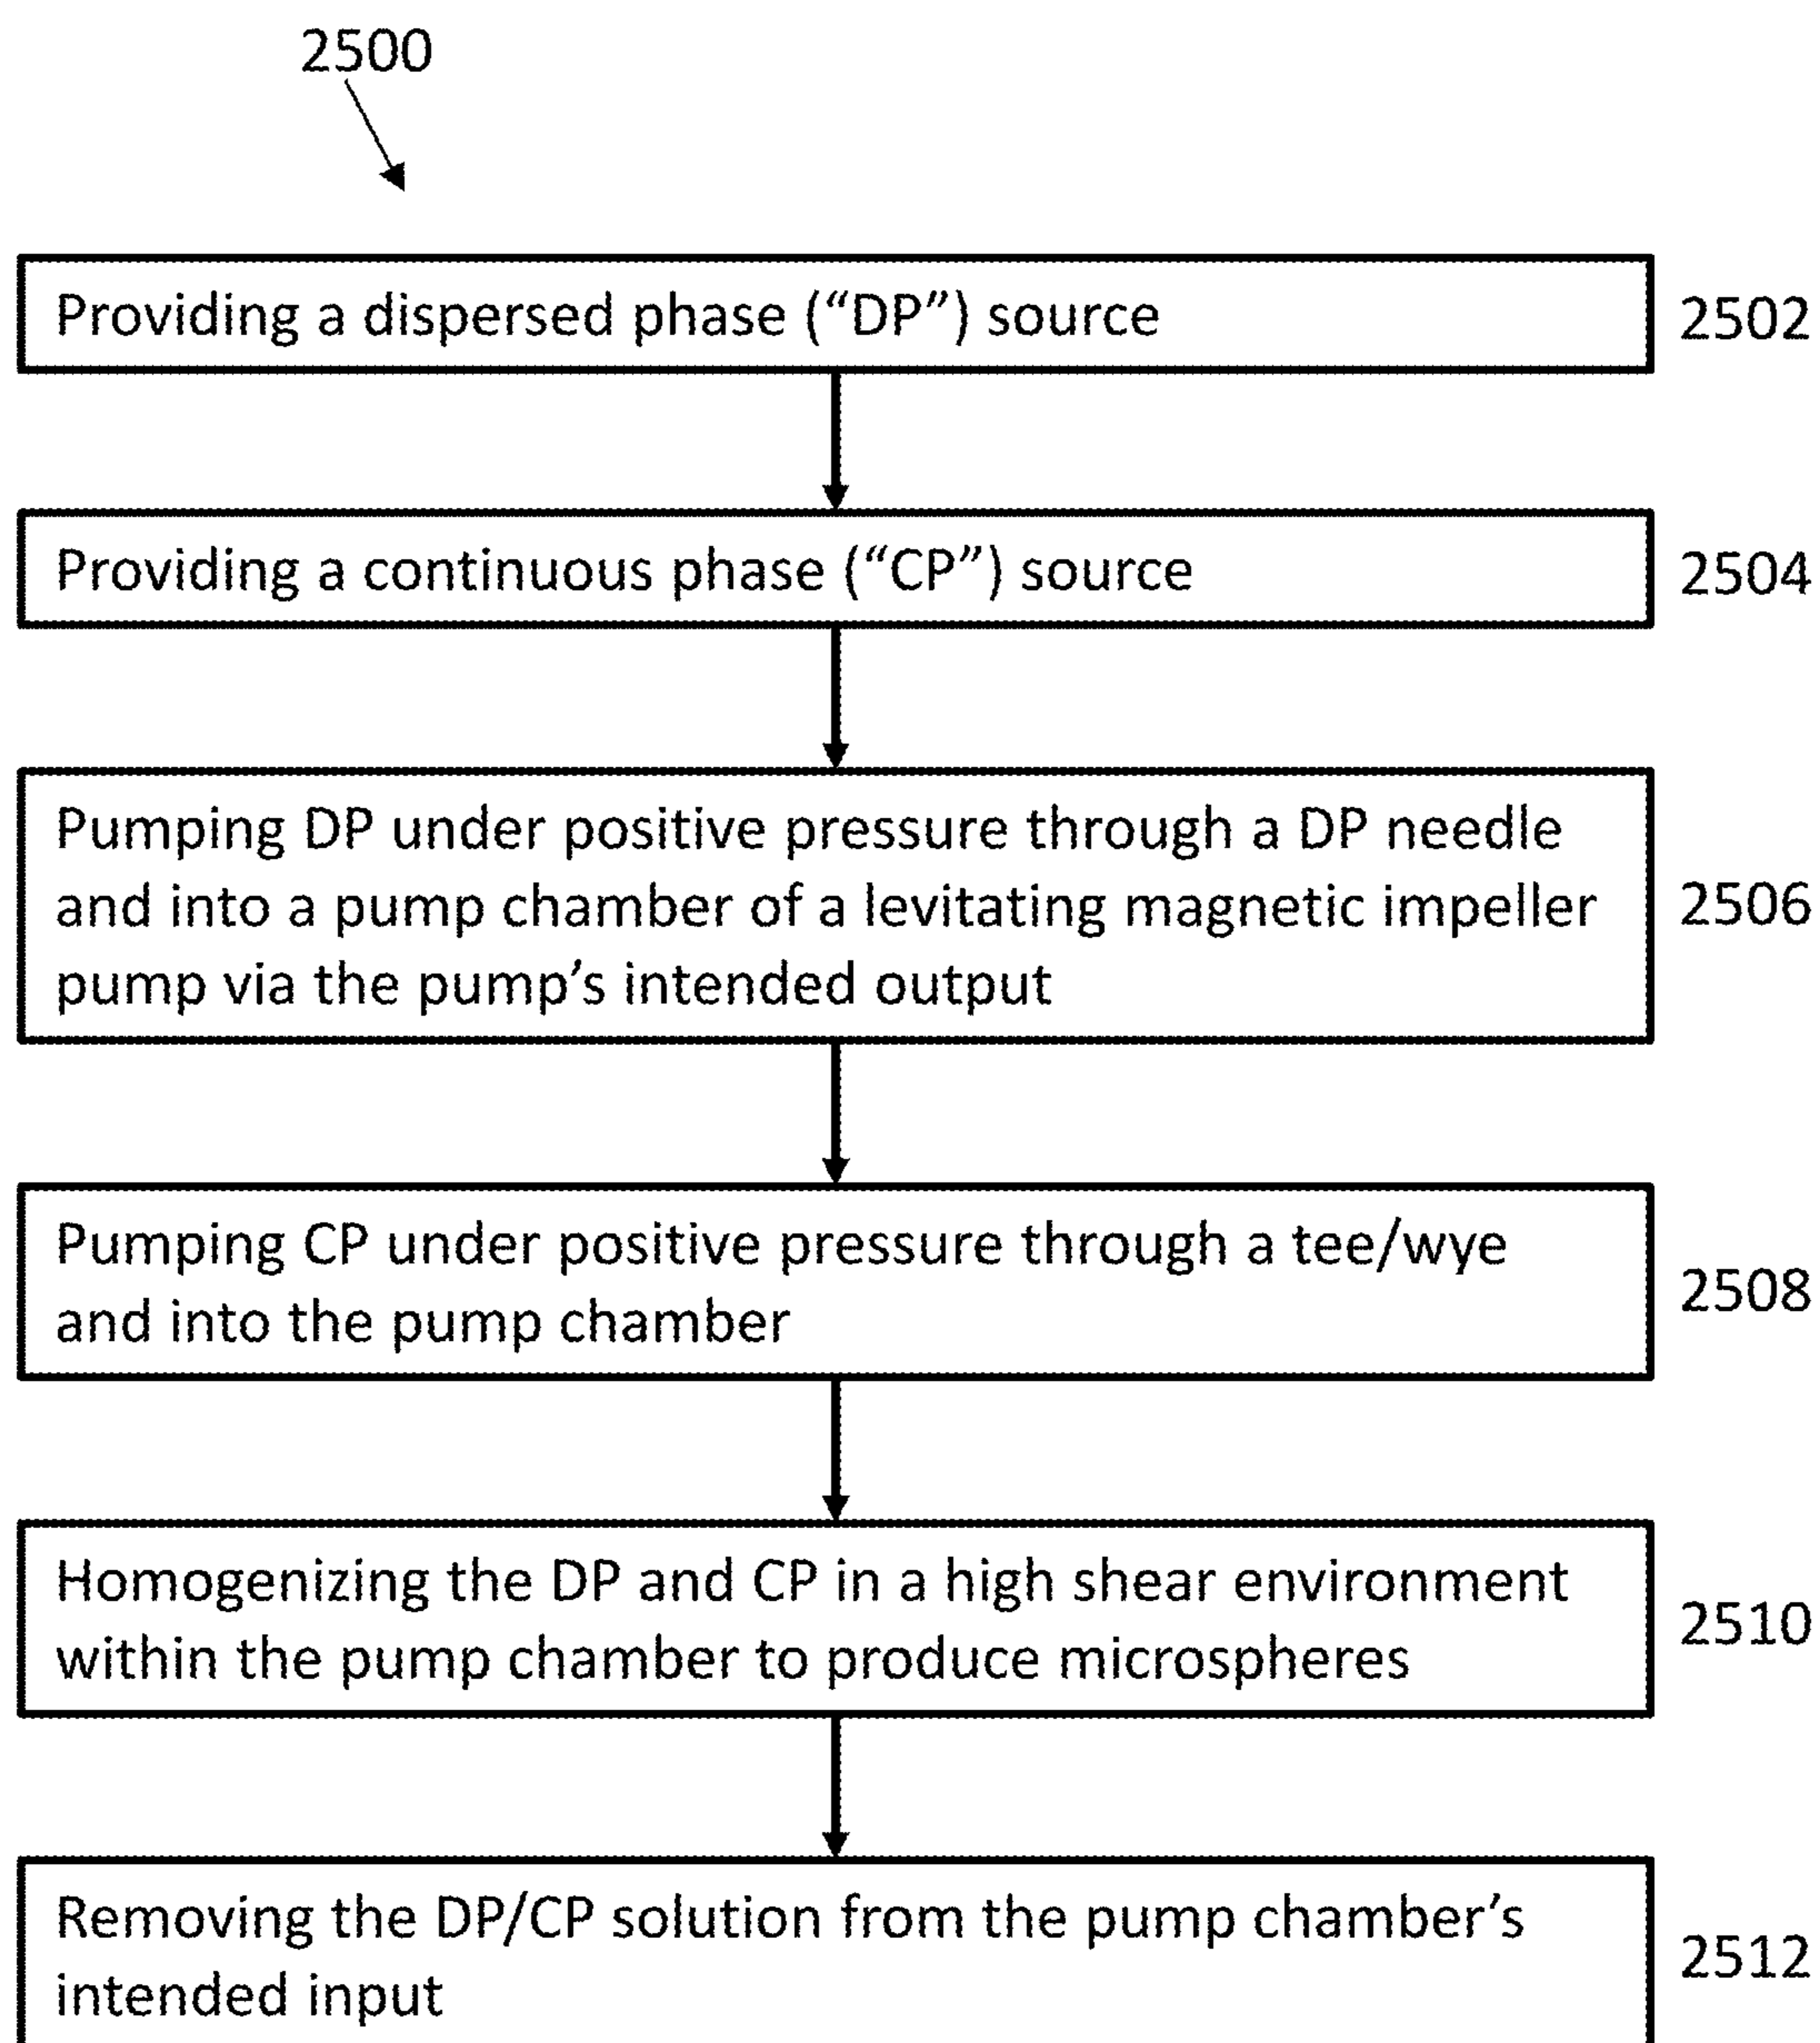 2500
Providing a dispersed phase (“DP”) source
2502
Providing a continuous phase (“CP”) source
2504
Pumping DP under positive pressure through a DP needle
and into a pump chamber of a levitating magnetic impeller
pump via the pump’s intended output
2506
Pumping CP under positive pressure through a tee/wye
and into the pump chamber
2508
Homogenizing the DP and CP in a high shear environment
within the pump chamber to produce microspheres
2510
Removing the DP/CP solution from the pump chamber’s
intended input
2512